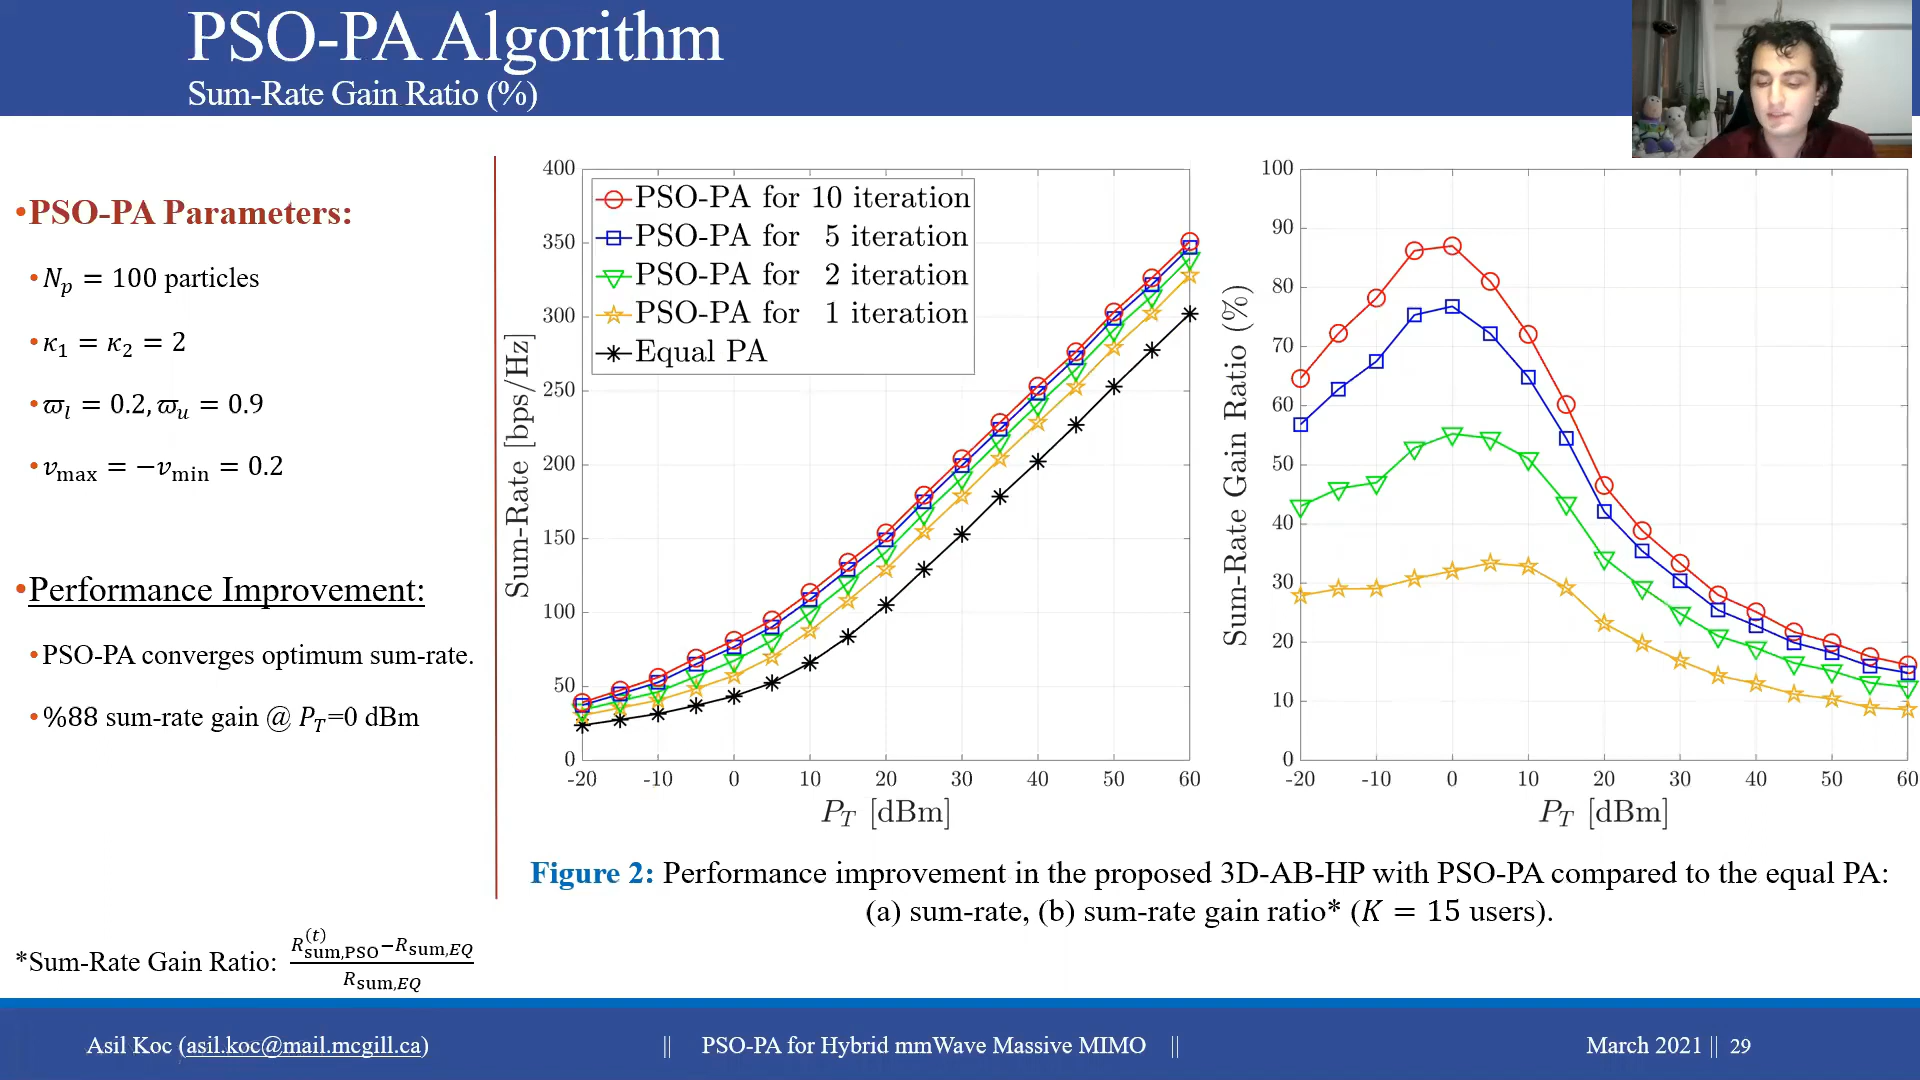 PSO-PA Algorithm
Sum-Rate Gain Ratio (%)
•PSO-PA Parameters:
•N_p = 100 particles
•κ_1 = κ_2 = 2
•ϖ_l = 0.2, ϖ_u = 0.9
•v_max = −v_min = 0.2
•Performance Improvement:
•PSO-PA converges optimum sum-rate.
•%88 sum-rate gain @ P_T=0 dBm
*Sum-Rate Gain Ratio: (R_sum,PSO^(t) − R_sum,EQ) / R_sum,EQ
PSO-PA for 10 iteration
PSO-PA for 5 iteration
PSO-PA for 2 iteration
PSO-PA for 1 iteration
Equal PA
Sum-Rate [bps/Hz]
400
350
300
250
200
150
100
50
0
-20 -10 0 10 20 30 40 50 60
P_T [dBm]
Sum-Rate Gain Ratio (%)
100
90
80
70
60
50
40
30
20
10
0
-20 -10 0 10 20 30 40 50 60
P_T [dBm]
Figure 2: Performance improvement in the proposed 3D-AB-HP with PSO-PA compared to the equal PA:
(a) sum-rate, (b) sum-rate gain ratio* (K = 15 users).
Asil Koc (asil.koc@mail.mcgill.ca) || PSO-PA for Hybrid mmWave Massive MIMO || March 2021 || 29